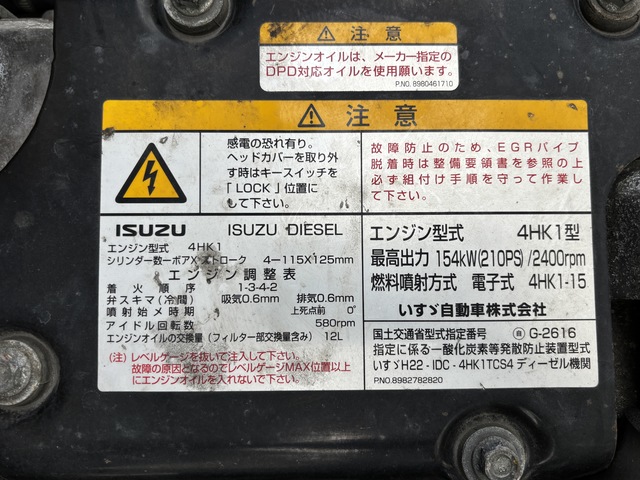 ⚠ 注意
エンジンオイルは、メーカー指定の
DPD対応オイルを使用願います。
P.NO. 8980461710
⚠ 注意
感電の恐れ有り。
ヘッドカバーを取り外
す時はキースイッチを
「LOCK」位置に
して下さい。
故障防止のため、EGRパイプ
脱着時は整備要領書を参照の上
必ず組付け手順を守って作業し
して下さい。
ISUZU ISUZU DIESEL
エンジン型式 4HK1
シリンダー数ーボアXストローク 4ー115X125mm
エンジン調整表
着火順序 1-3-4-2
弁スキマ(冷間) 吸気0.6mm 排気0.6mm
噴射始メ時期 上死点前 0°
アイドル回転数 580rpm
エンジンオイルの交換量(フィルター部交換量含み) 12L
(注)レベルゲージを抜いて注入して下さい。
故障の原因となるのでレベルゲージMAX位置以上
にエンジンオイルを入れないで下さい。
エンジン型式 4HK1型
最高出力 154kW(210PS)/2400rpm
燃料噴射方式 電子式 4HK1-15
いすゞ自動車株式会社
国土交通省型式指定番号 G-2616
指定に係る一酸化炭素等発散防止装置型式
いすゞH22-IDC-4HK1TCS4ディーゼル機関
P.NO.8982782820